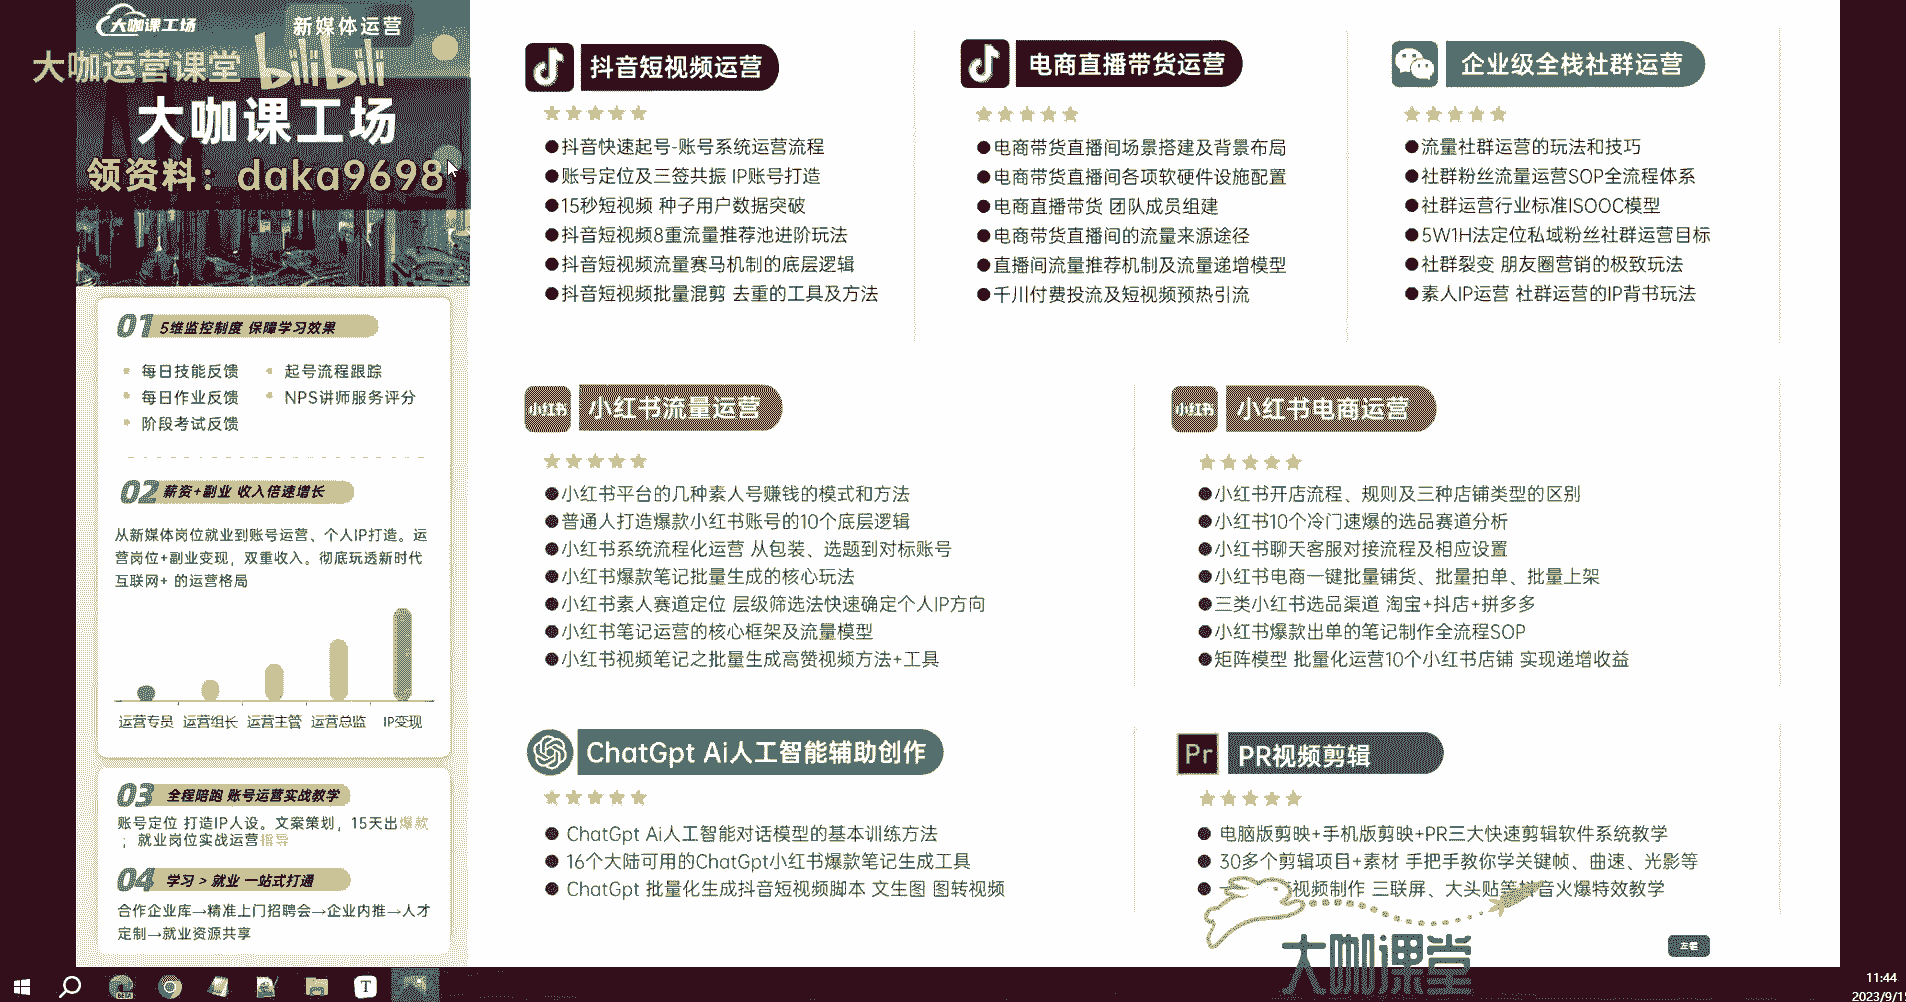 大咖课工场
新媒体运营
大咖运营课堂 bilibili
大咖课工场
领资料：daka9698
01 5维监控制度 保障学习效果
每日技能反馈
起号流程跟踪
每日作业反馈
NPS讲师服务评分
阶段考试反馈
02 薪资+副业 收入倍速增长
从新媒体岗位就业到账号运营、个人IP打造。运
营岗位+副业变现，双重收入。彻底玩透新时代
互联网+ 的运营格局
运营专员 运营组长 运营主管 运营总监 IP变现
03 全程陪跑 账号运营实战教学
账号定位 打造IP人设。文案策划，15天出爆款
；就业岗位实战运营指导
04 学习 > 就业 一站式打通
合作企业库→精准上门招聘会→企业内推→人才
定制→就业资源共享
抖音短视频运营
抖音快速起号-账号系统运营流程
账号定位及三签共振 IP账号打造
15秒短视频 种子用户数据突破
抖音短视频8重流量推荐池进阶玩法
抖音短视频流量赛马机制的底层逻辑
抖音短视频批量混剪 去重的工具及方法
电商直播带货运营
电商带货直播间场景搭建及背景布局
电商带货直播间各项软硬件设施配置
电商直播带货 团队成员组建
电商带货直播间的流量来源途径
直播间流量推荐机制及流量递增模型
千川付费投流及短视频预热引流
企业级全栈社群运营
流量社群运营的玩法和技巧
社群粉丝流量运营SOP全流程体系
社群运营行业标准ISOOC模型
5W1H法定位私域粉丝社群运营目标
社群裂变 朋友圈营销的极致玩法
素人IP运营 社群运营的IP背书玩法
小红书
小红书流量运营
小红书平台的几种素人号赚钱的模式和方法
普通人打造爆款小红书账号的10个底层逻辑
小红书系统流程化运营 从包装、选题到对标账号
小红书爆款笔记批量生成的核心玩法
小红书素人赛道定位 层级筛选法快速确定个人IP方向
小红书笔记运营的核心框架及流量模型
小红书视频笔记之批量生成高赞视频方法+工具
小红书
小红书电商运营
小红书开店流程、规则及三种店铺类型的区别
小红书10个冷门速爆的选品赛道分析
小红书聊天客服对接流程及相应设置
小红书电商一键批量铺货、批量拍单、批量上架
三类小红书选品渠道 淘宝+抖店+拼多多
小红书爆款出单的笔记制作全流程SOP
矩阵模型 批量化运营10个小红书店铺 实现递增收益
ChatGpt Ai人工智能辅助创作
ChatGpt Ai人工智能对话模型的基本训练方法
16个大陆可用的ChatGpt小红书爆款笔记生成工具
ChatGpt 批量化生成抖音短视频脚本 文生图 图转视频
Pr
PR视频剪辑
电脑版剪映+手机版剪映+PR三大快速剪辑软件系统教学
30多个剪辑项目+素材 手把手教你学关键帧、曲速、光影等
视频制作 三联屏、大头贴等抖音火爆特效教学
大咖课堂
BETA
T
11:44
2023/9/1